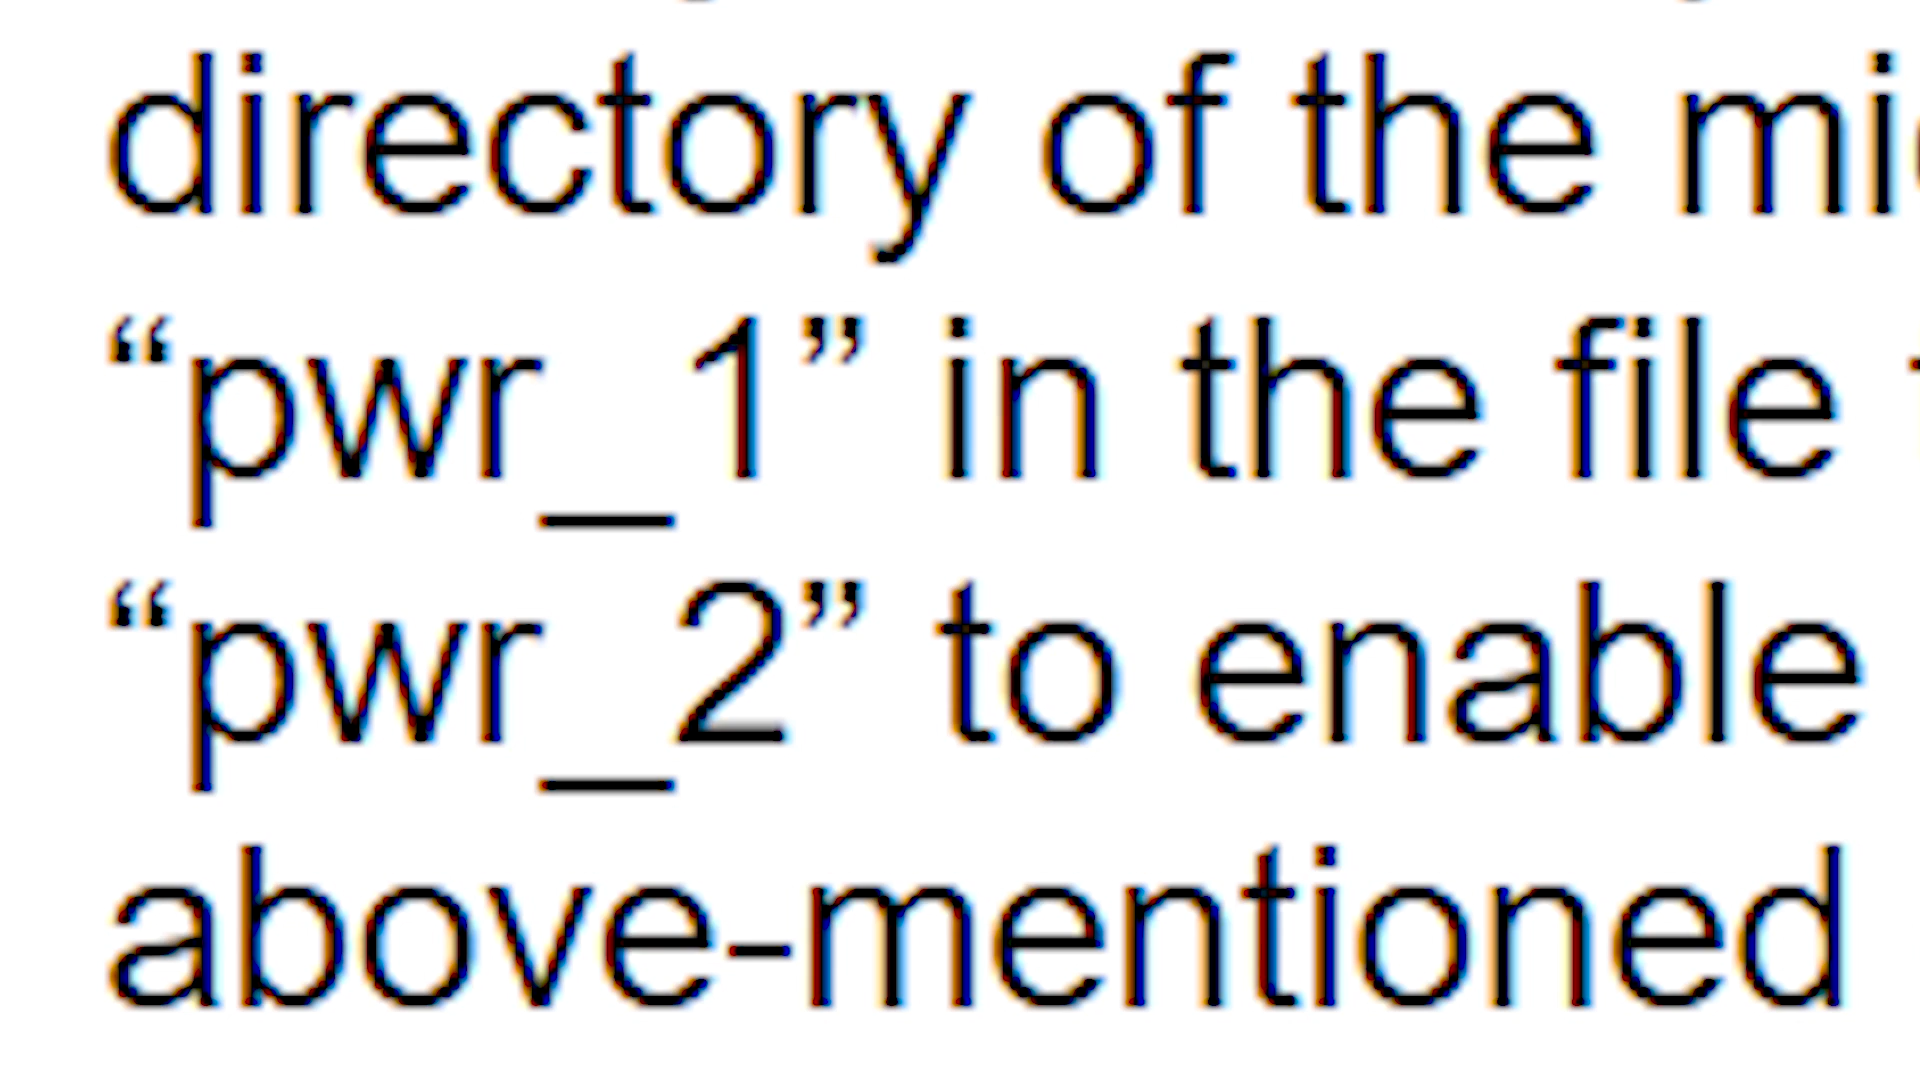 directory of the
“pwr_1” in the file
“pwr_2” to enable
above-mentioned